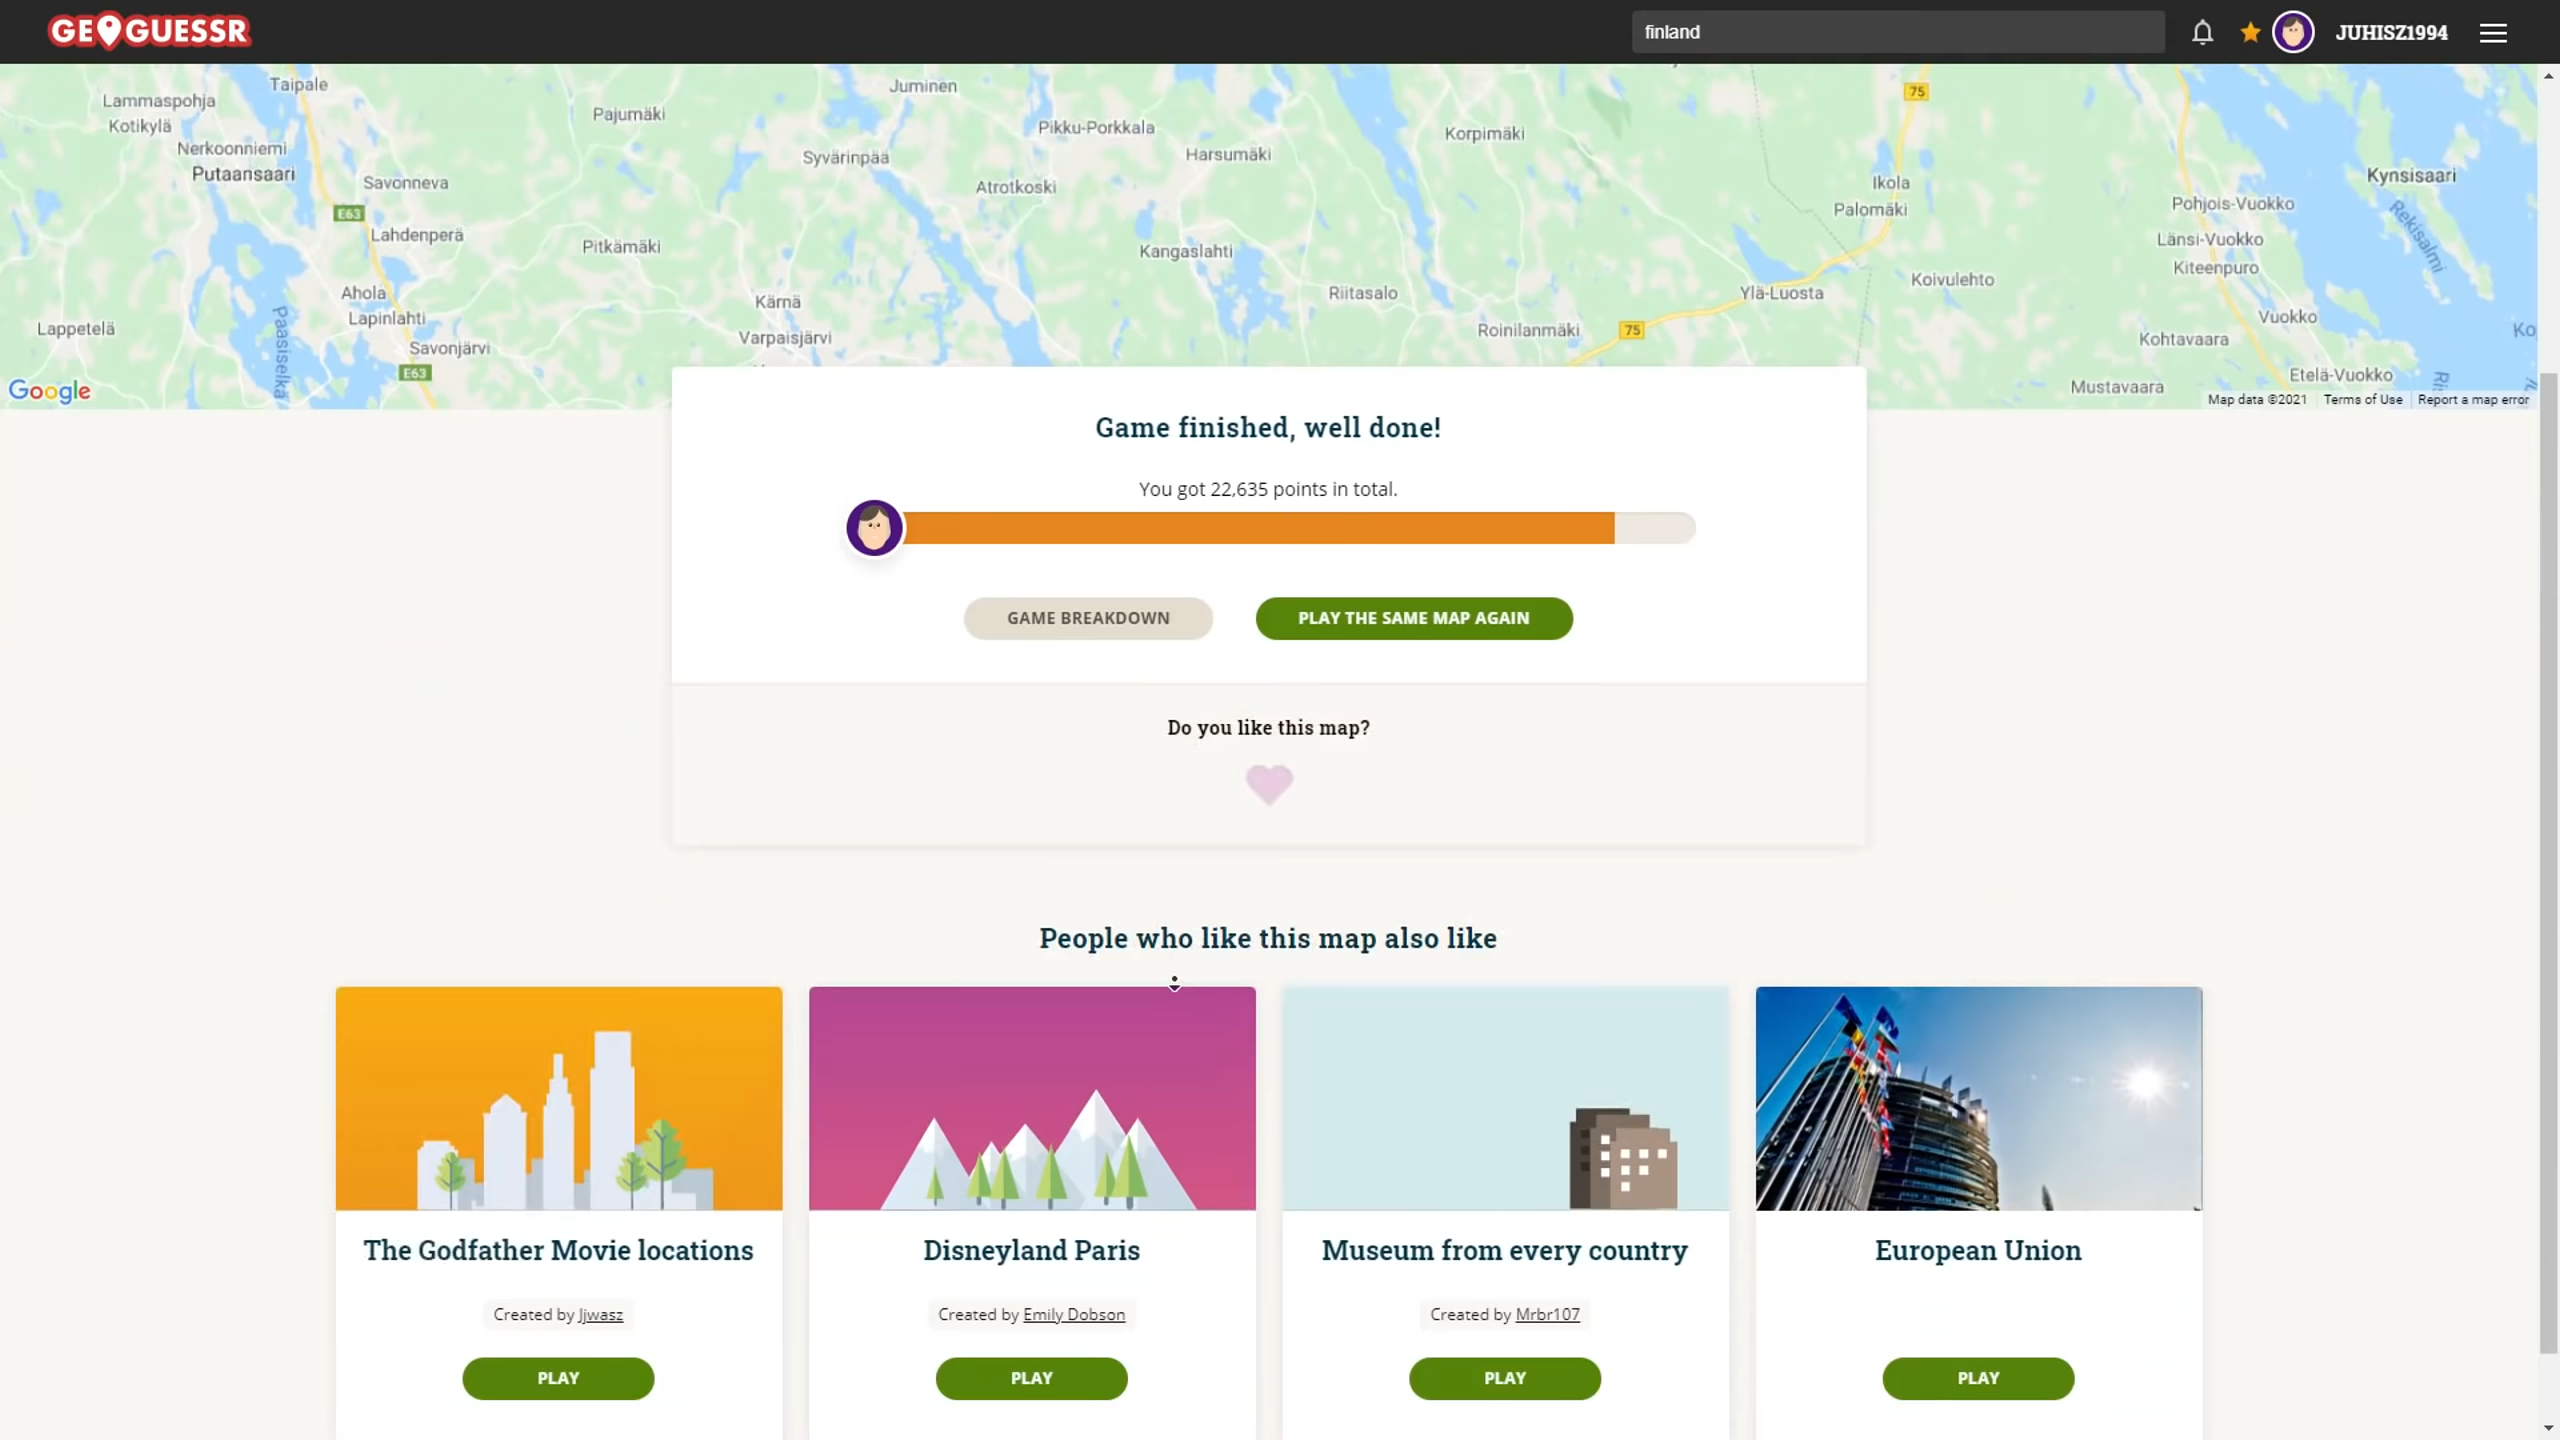 GEOGUESSR
finland
JUHISZ1994
Taipale
Juminen
75
Lammaspohja
Kotikylä
Pajumäki
Pikku-Porkkala
Korpimäki
Nerkoonniemi
Putaansaari
Syvärinpää
Harsumäki
Kynsisaari
Savonneva
Atrotkoski
Ikola
Palomäki
Pohjois-Vuokko
E63
Lahdenperä
Pitkämäki
Kangaslahti
Länsi-Vuokko
Rekisalmi
Kiteenpuro
Koivulehto
Ahola
Kärnä
Riitasalo
Ylä-Luosta
Lapinlahti
Vuokko
Lappetelä
Paasiselkä
Varpaisjärvi
Roinilanmäki
75
Kohtavaara
Ko
Savonjärvi
E63
Etelä-Vuokko
Mustavaara
Google
Map data ©2021
Terms of Use
Report a map error
Game finished, well done!
You got 22,635 points in total.
GAME BREAKDOWN
PLAY THE SAME MAP AGAIN
Do you like this map?
People who like this map also like
The Godfather Movie locations
Disneyland Paris
Museum from every country
European Union
Created by Jjwasz
Created by Emily Dobson
Created by Mrbr107
PLAY
PLAY
PLAY
PLAY